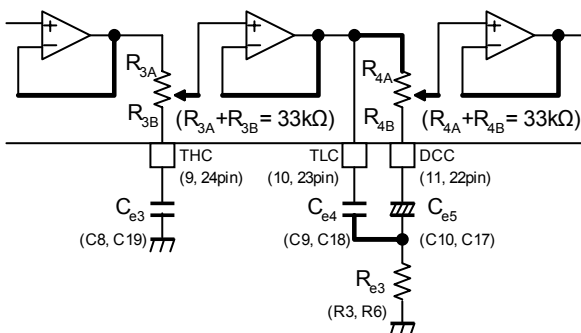 +
−
+
−
+
−
R3A
R4A
R3B
(R3A+R3B= 33kΩ)
R4B
(R4A+R4B= 33kΩ)
THC
TLC
DCC
(9, 24pin)
(10, 23pin)
(11, 22pin)
Ce3
Ce4
Ce5
(C8, C19)
(C9, C18)
(C10, C17)
Re3
(R3, R6)